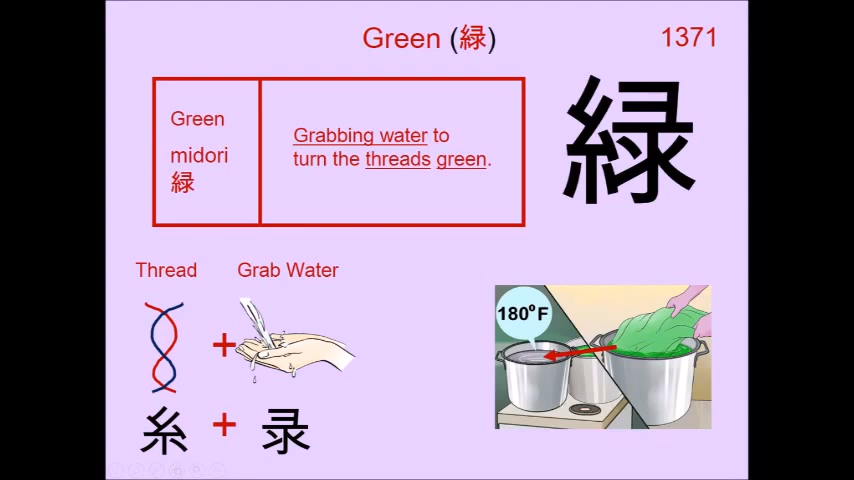 Green (緑)
1371
Green
midori
緑
Grabbing water to
turn the threads green.
緑
Thread
Grab Water
+
糸 + 录
180°F